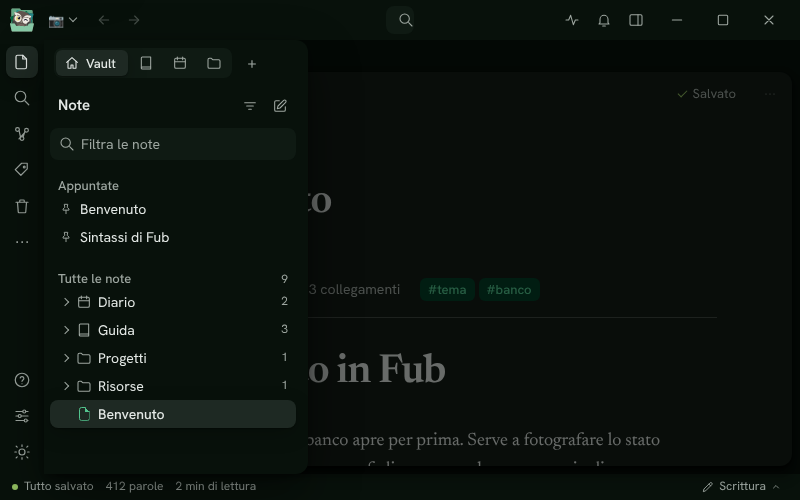 Vault
Note
Salvato
Filtra le note
Appuntate
Benvenuto
Sintassi di Fub
to
Tutte le note 9
3 collegamenti #tema #banco
Diario 2
Guida 3
Progetti 1
o in Fub
Risorse 1
Benvenuto
banco apre per prima. Serve a fotografare lo stato
Tutto salvato 412 parole 2 min di lettura Scrittura